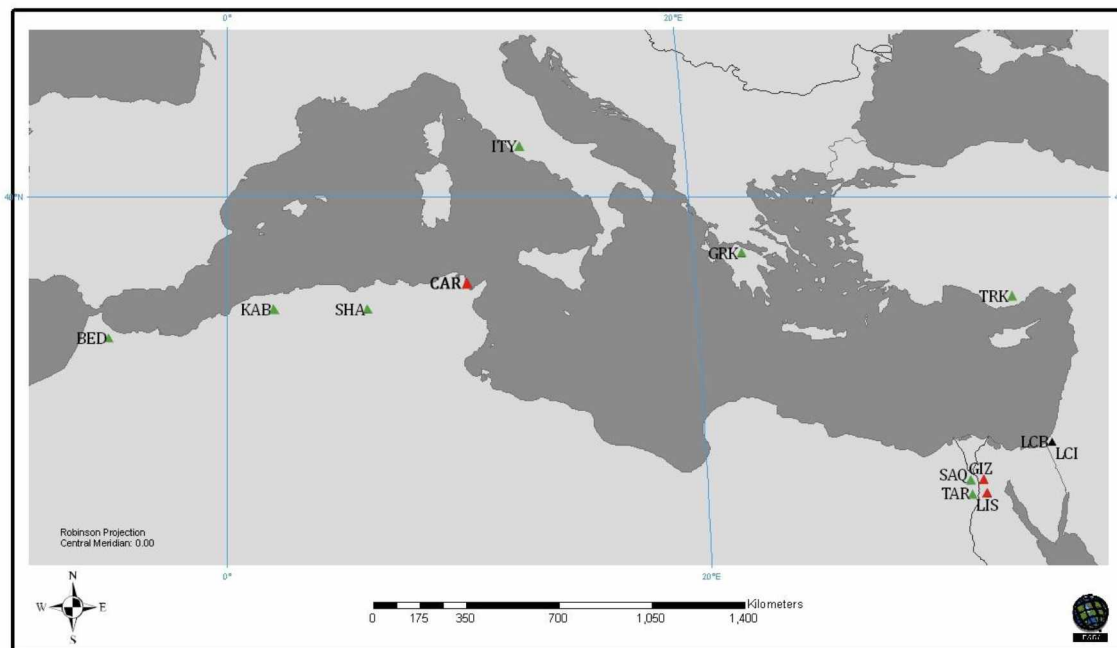 0° 20°E
ITY
40°N 4
GRK
CAR
TRK
KAB SHA
BED
LCB
LCI
SAQ GIZ
TAR LIS
Robinson Projection
Central Meridian: 0.00
0° 20°E
N
W E
S
Kilometers
0 175 350 700 1,050 1,400